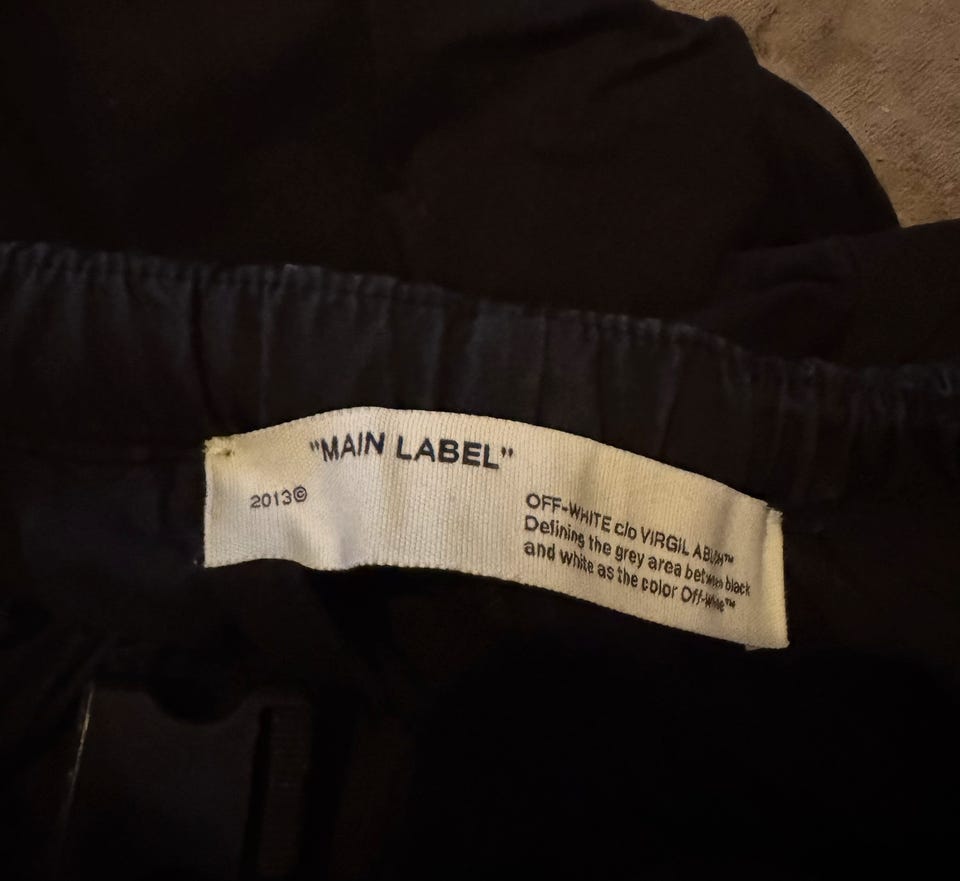 "MAIN LABEL"
2013©
OFF-WHITE c/o VIRGIL ABLOH™
Defining the grey area between black
and white as the color Off-White™